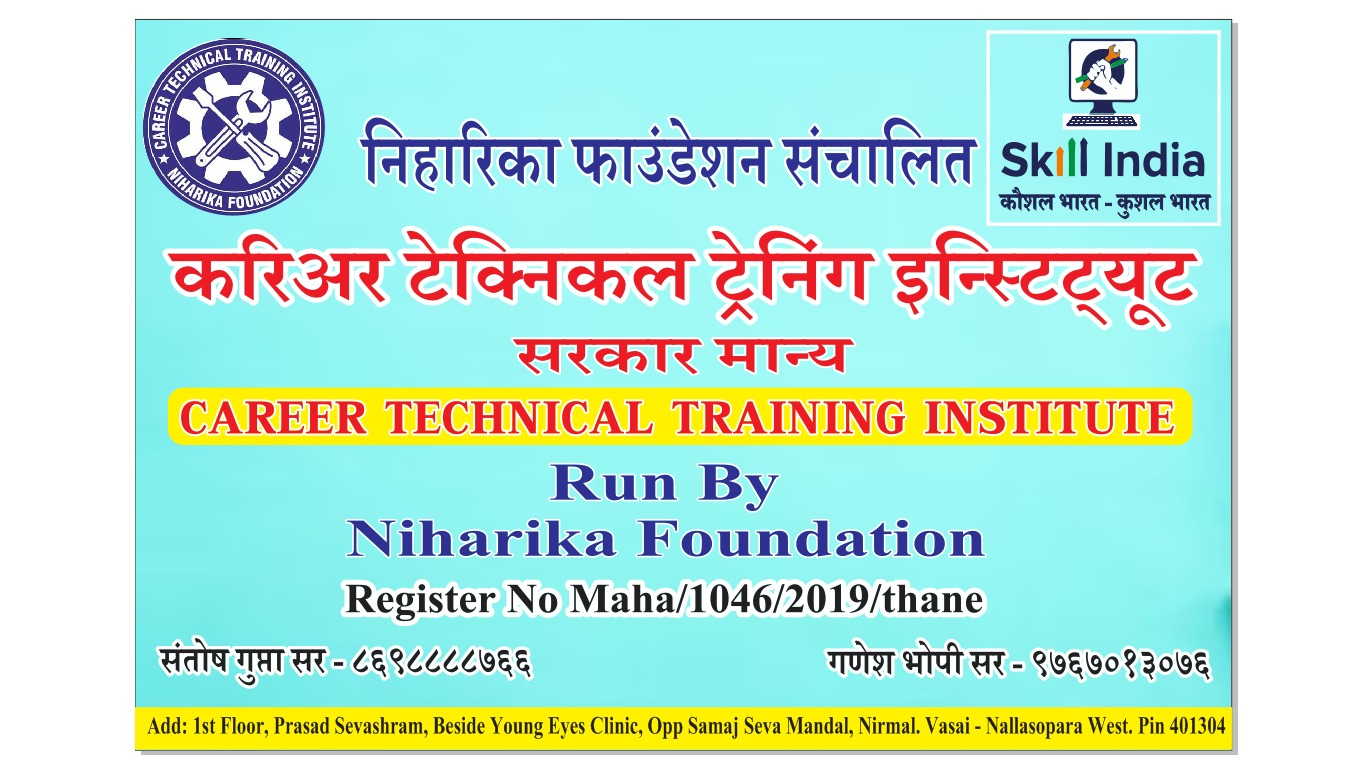 CAREER TECHNICAL TRAINING INSTITUTE
★ NIHARIKA FOUNDATION ★
निहारिका फाउंडेशन संचालित
Skill India
कौशल भारत - कुशल भारत
करिअर टेक्निकल ट्रेनिंग इन्स्टिट्यूट
सरकार मान्य
CAREER TECHNICAL TRAINING INSTITUTE
Run By
Niharika Foundation
Register No Maha/1046/2019/thane
संतोष गुप्ता सर - ८६९८८८८७६६
गणेश भोपी सर - ९७६७०१३०७६
Add: 1st Floor, Prasad Sevashram, Beside Young Eyes Clinic, Opp Samaj Seva Mandal, Nirmal. Vasai - Nallasopara West. Pin 401304